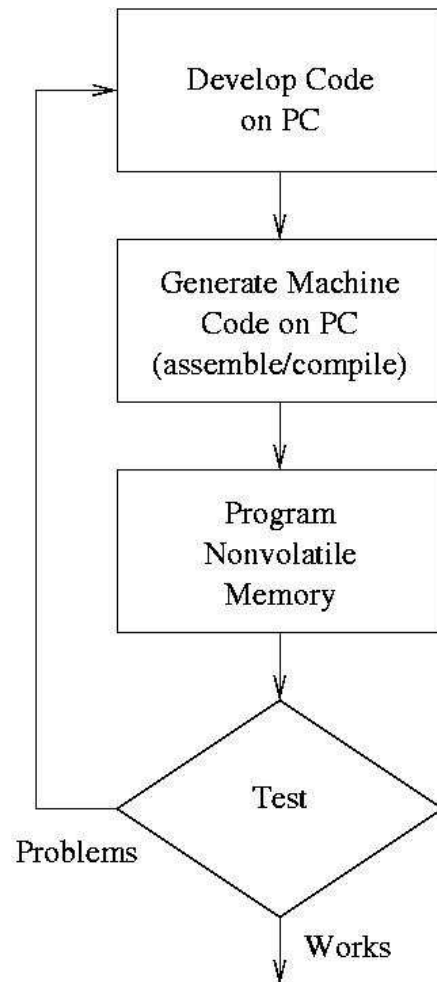 Develop Code
on PC
Generate Machine
Code on PC
(assemble/compile)
Program
Nonvolatile
Memory
Test
Problems
Works